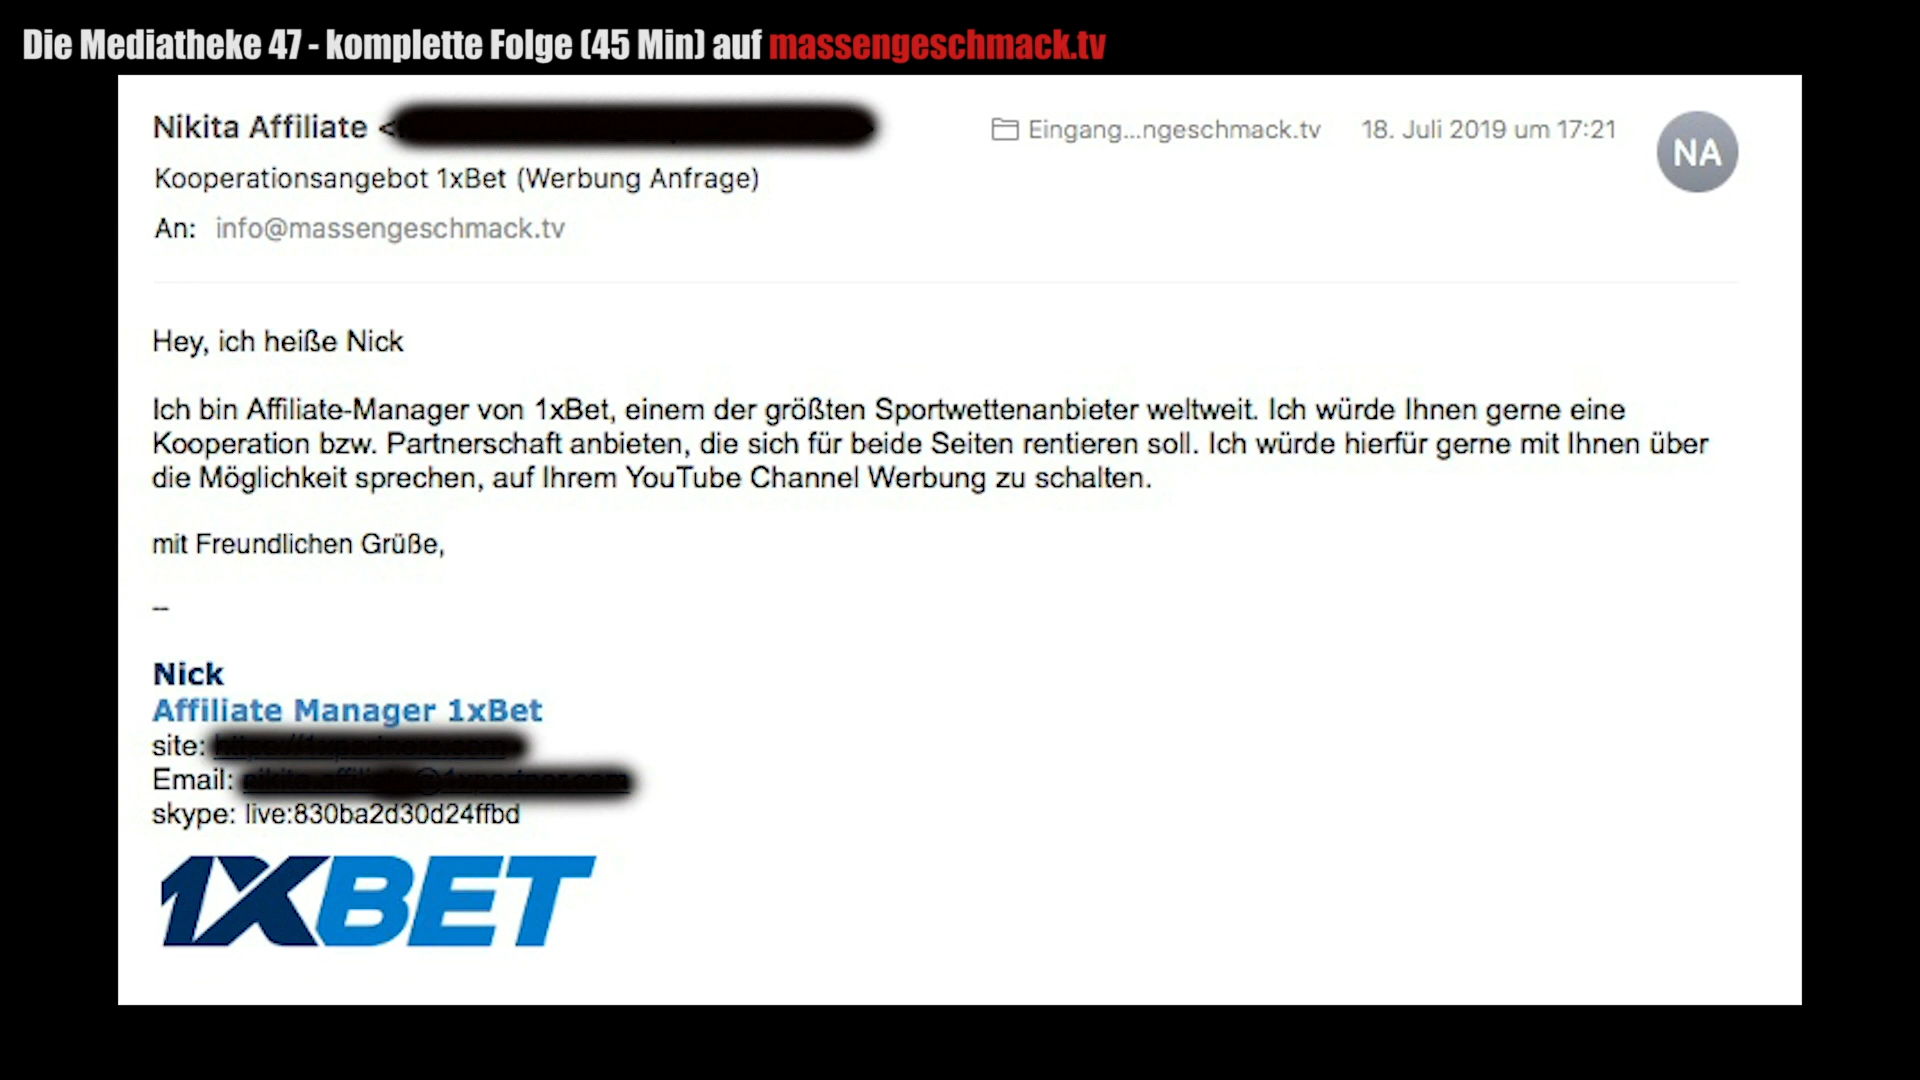 Die Mediatheke 47 - komplette Folge (45 Min) auf massengeschmack.tv
Nikita Affiliate <
Eingang...ngeschmack.tv 18. Juli 2019 um 17:21
NA
Kooperationsangebot 1xBet (Werbung Anfrage)
An: info@massengeschmack.tv
Hey, ich heiße Nick
Ich bin Affiliate-Manager von 1xBet, einem der größten Sportwettenanbieter weltweit. Ich würde Ihnen gerne eine
Kooperation bzw. Partnerschaft anbieten, die sich für beide Seiten rentieren soll. Ich würde hierfür gerne mit Ihnen über
die Möglichkeit sprechen, auf Ihrem YouTube Channel Werbung zu schalten.
mit Freundlichen Grüße,
--
Nick
Affiliate Manager 1xBet
site:
Email:
skype: live:830ba2d30d24ffbd
1XBET